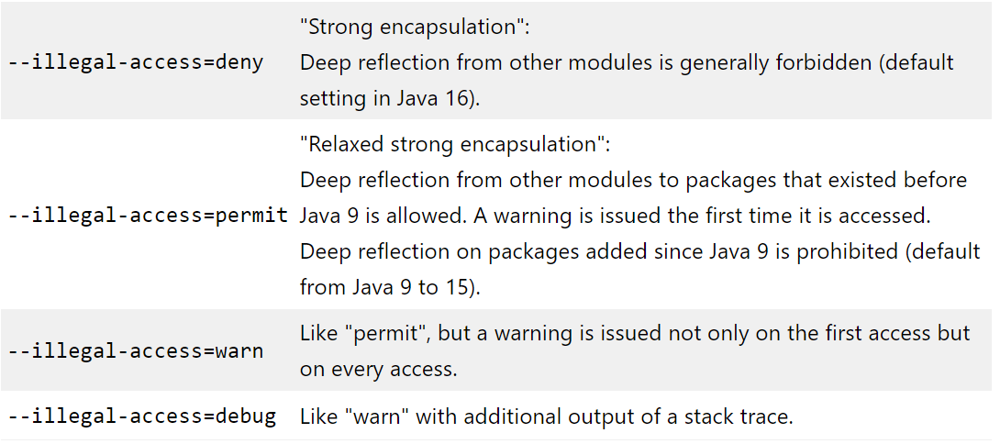 "Strong encapsulation":
--illegal-access=deny
Deep reflection from other modules is generally forbidden (default
setting in Java 16).
"Relaxed strong encapsulation":
Deep reflection from other modules to packages that existed before
--illegal-access=permit
Java 9 is allowed. A warning is issued the first time it is accessed.
Deep reflection on packages added since Java 9 is prohibited (default
from Java 9 to 15).
--illegal-access=warn
Like "permit", but a warning is issued not only on the first access but
on every access.
--illegal-access=debug
Like "warn" with additional output of a stack trace.